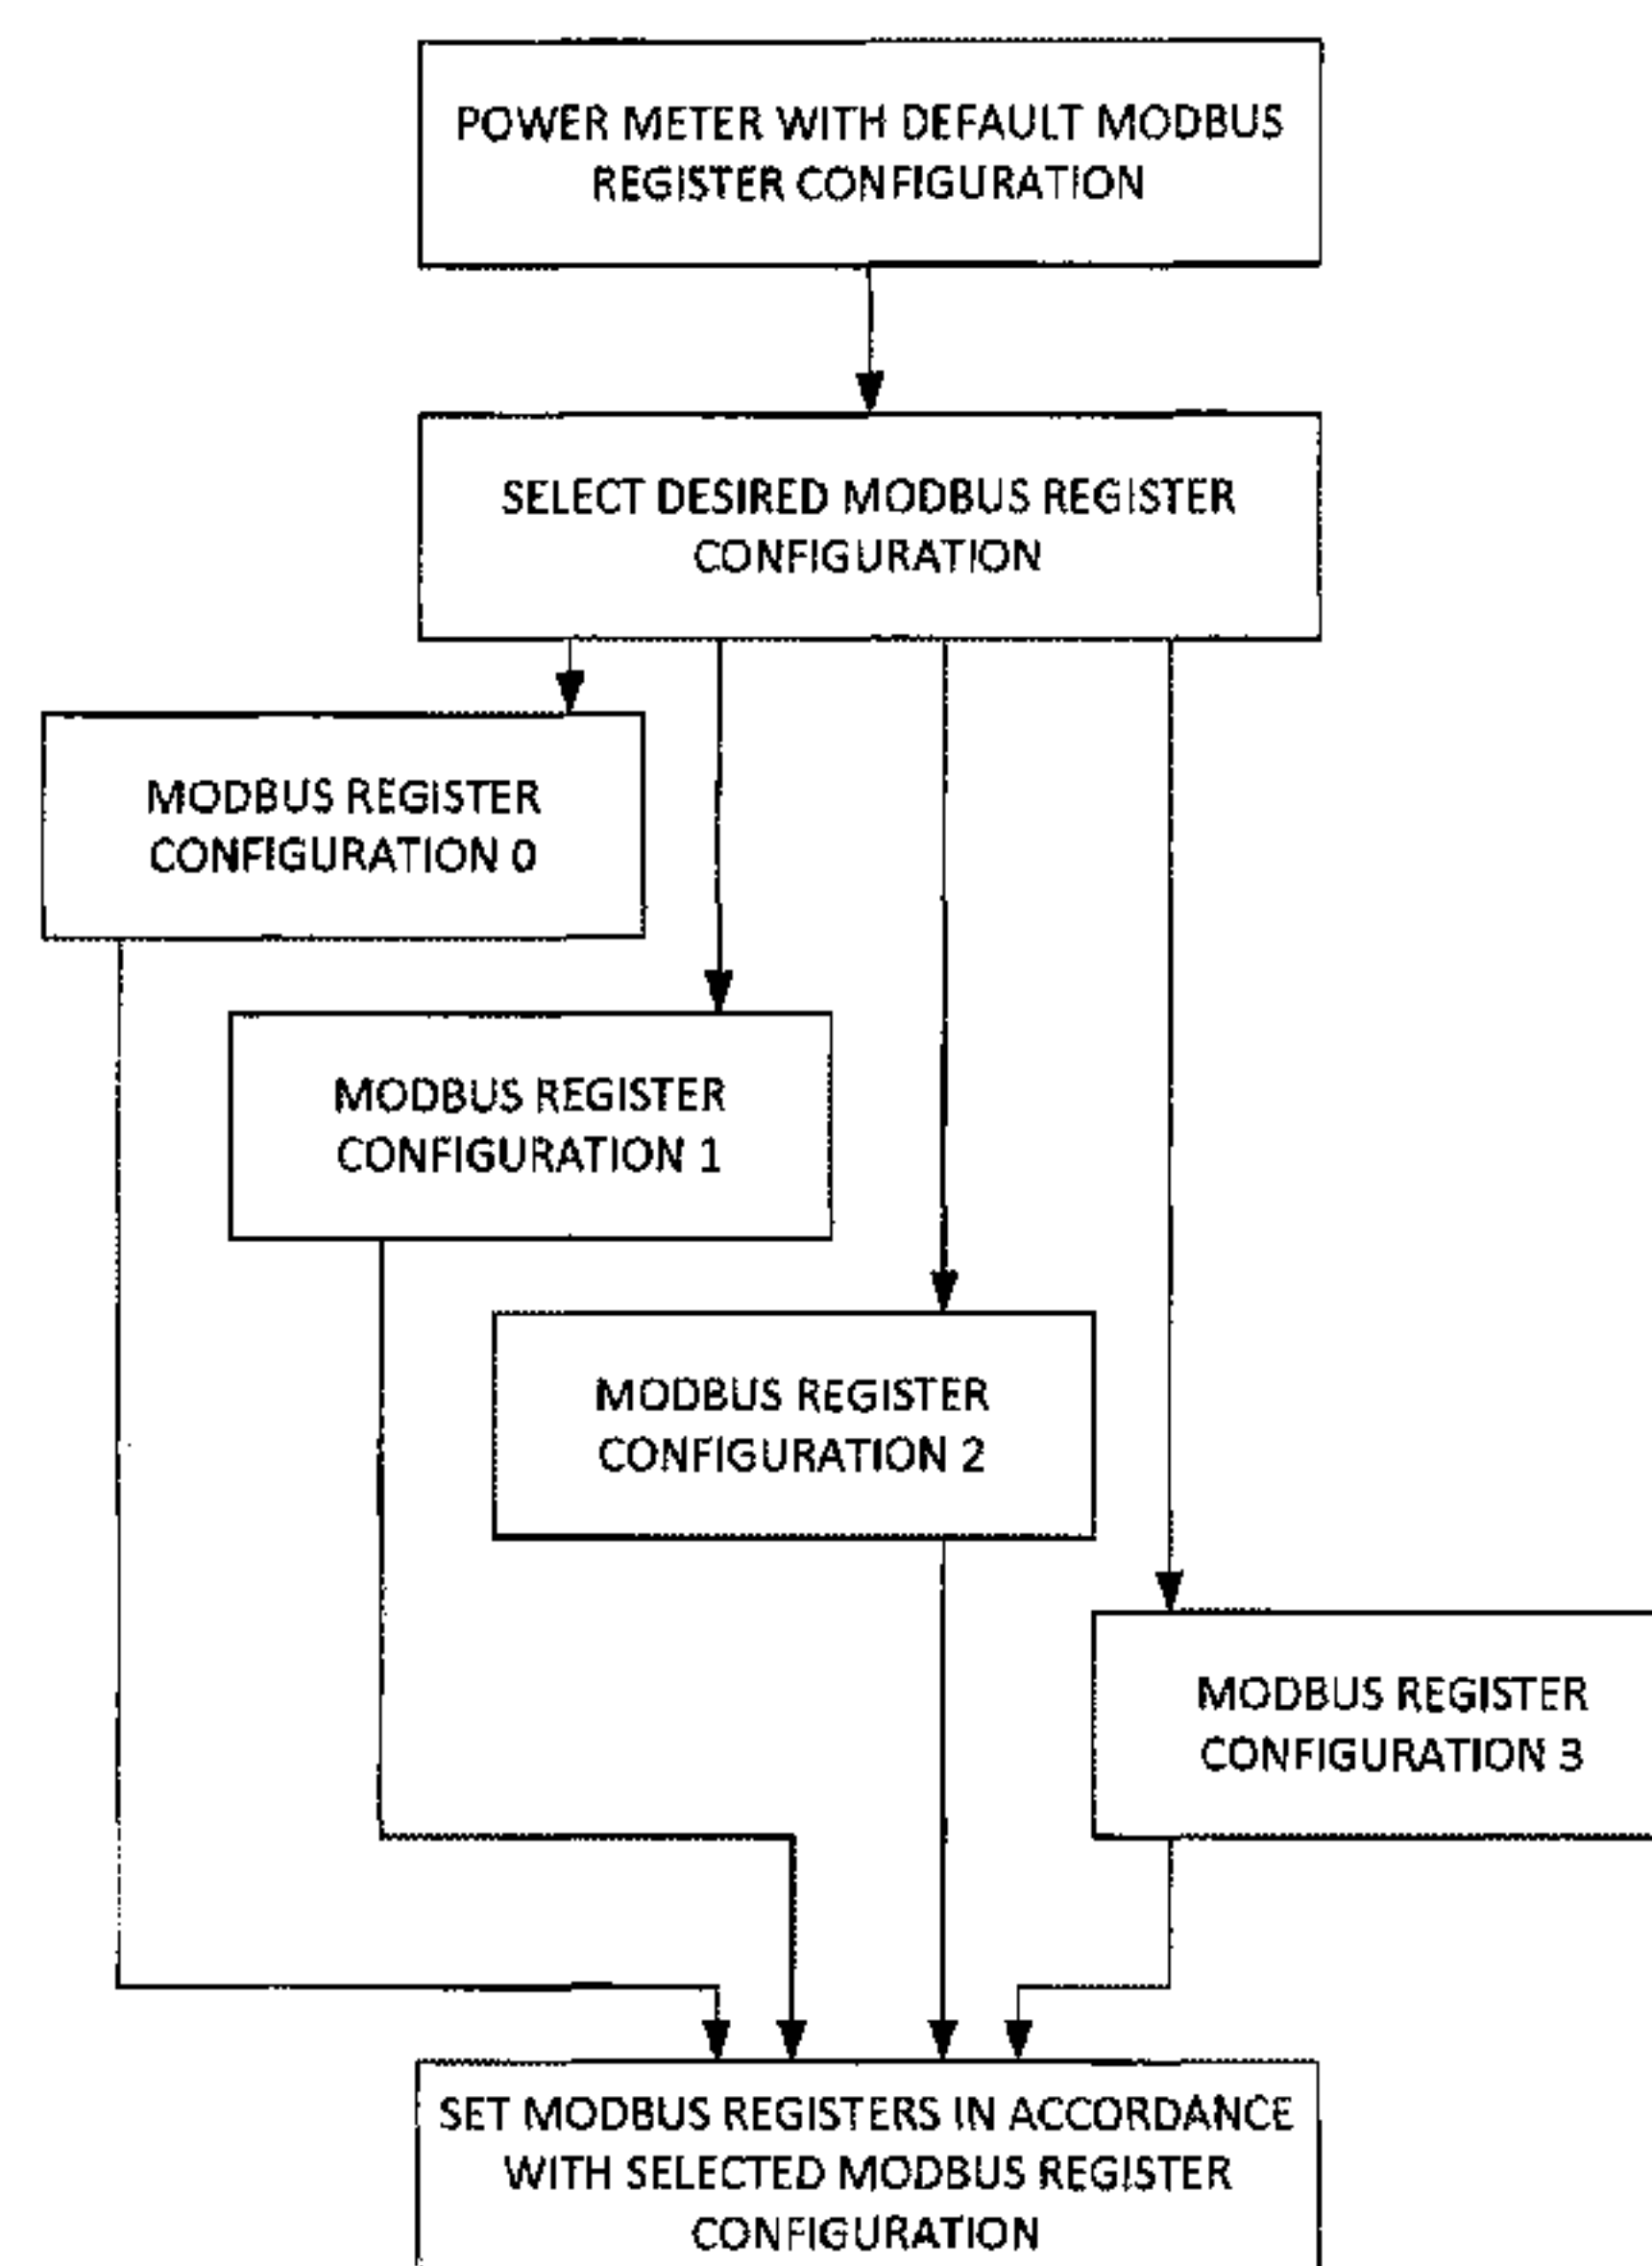 POWER METER WITH DEFAULT MODBUS
REGISTER CONFIGURATION
SELECT DESIRED MODBUS REGISTER
CONFIGURATION
MODBUS REGISTER
CONFIGURATION 0
MODBUS REGISTER
CONFIGURATION 1
MODBUS REGISTER
CONFIGURATION 2
MODBUS REGISTER
CONFIGURATION 3
SET MODBUS REGISTERS IN ACCORDANCE
WITH SELECTED MODBUS REGISTER
CONFIGURATION